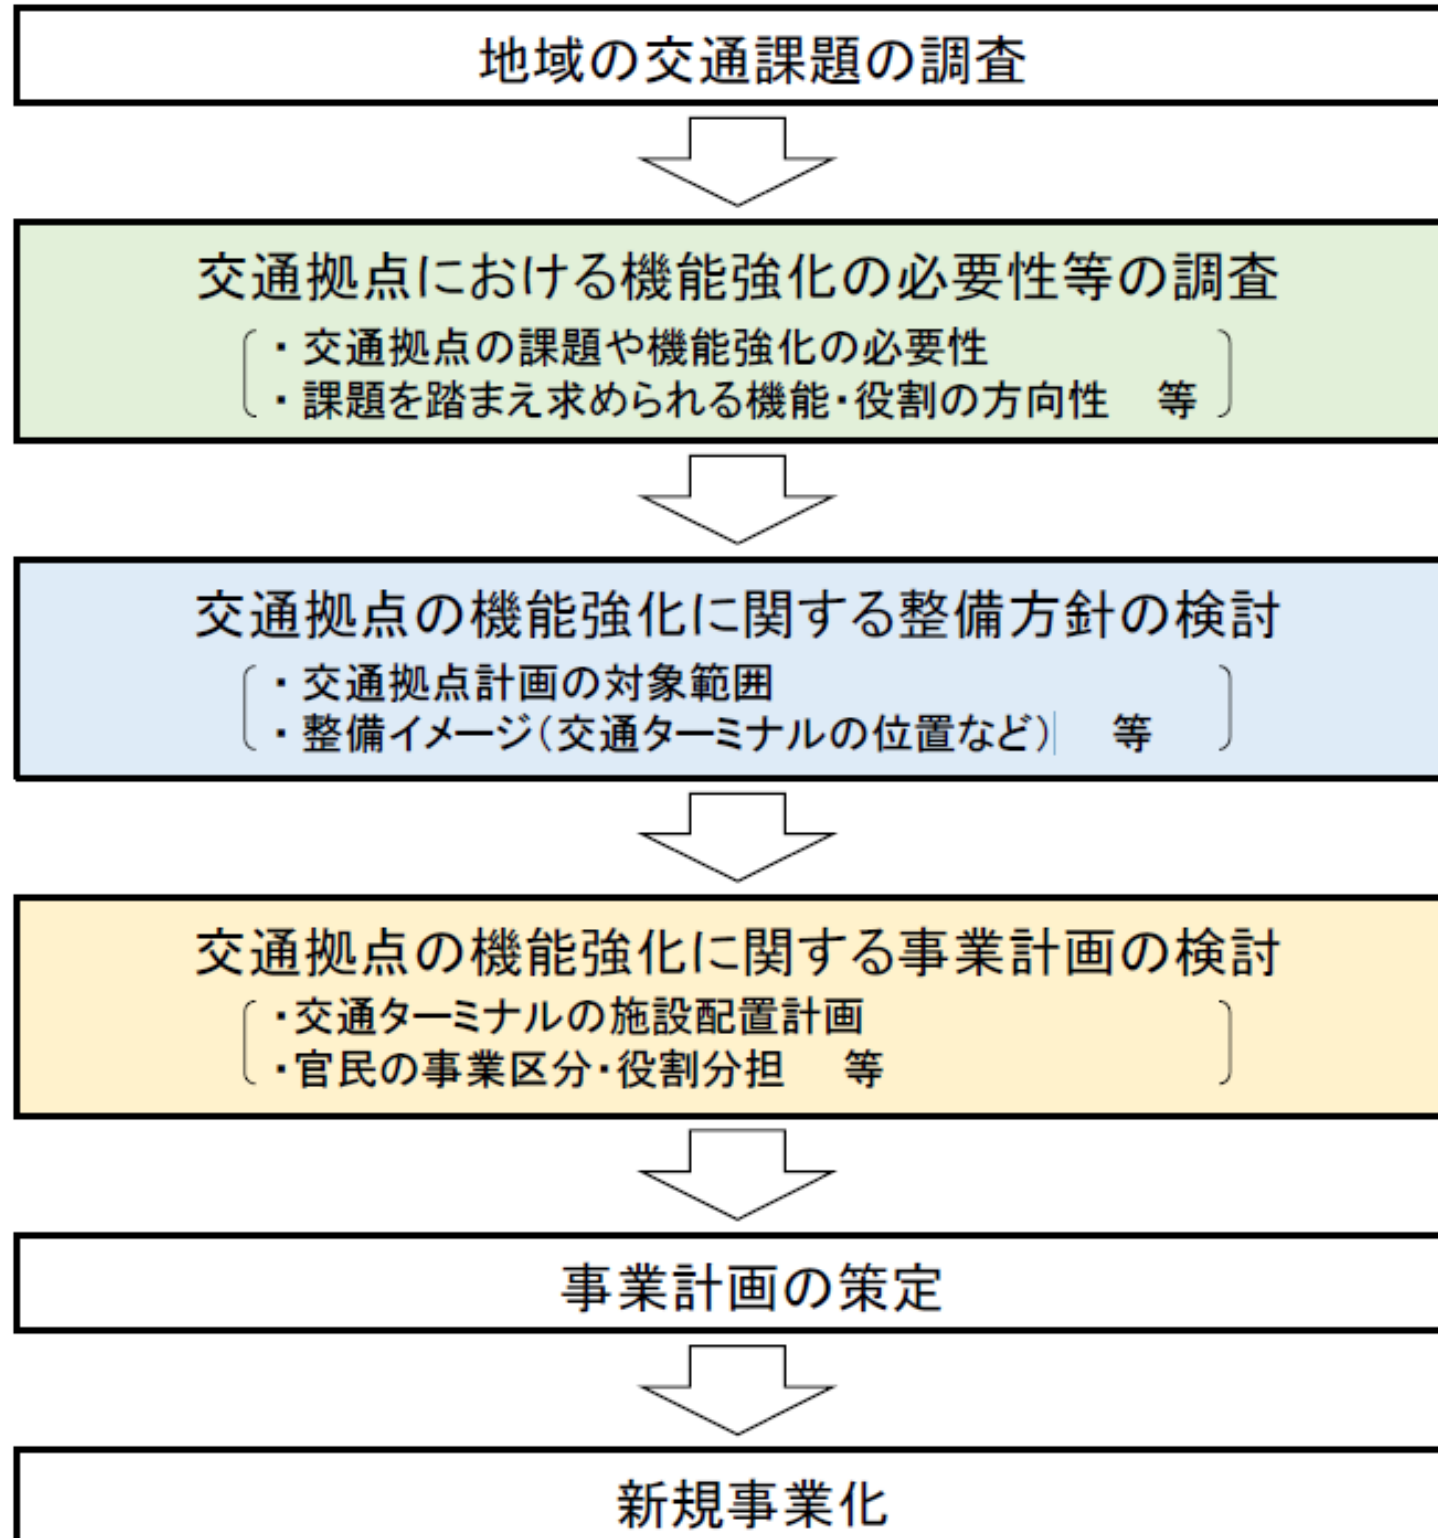 地域の交通課題の調査
交通拠点における機能強化の必要性等の調査
・交通拠点の課題や機能強化の必要性
・課題を踏まえ求められる機能・役割の方向性　等
交通拠点の機能強化に関する整備方針の検討
・交通拠点計画の対象範囲
・整備イメージ(交通ターミナルの位置など)　等
交通拠点の機能強化に関する事業計画の検討
・交通ターミナルの施設配置計画
・官民の事業区分・役割分担　等
事業計画の策定
新規事業化